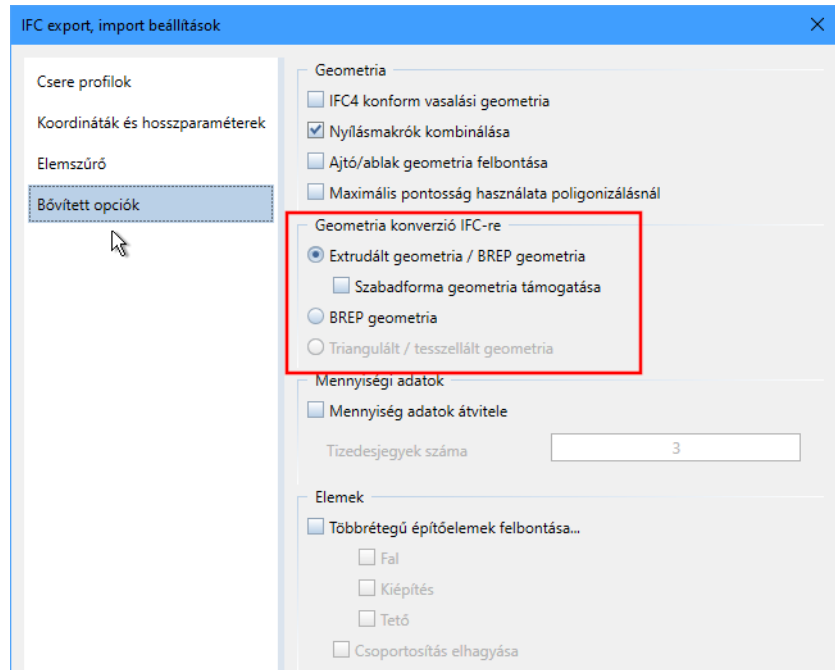 IFC export, import beállítások
Csere profilok
Koordináták és hosszparaméterek
Elemszűrő
Bővített opciók
Geometria
IFC4 konform vasalási geometria
Nyílásmakrók kombinálása
Ajtó/ablak geometria felbontása
Maximális pontosság használata poligonizálásnál
Geometria konverzió IFC-re
Extrudált geometria / BREP geometria
Szabadforma geometria támogatása
BREP geometria
Triangulált / tesszellált geometria
Mennyiségi adatok
Mennyiség adatok átvitele
Tizedesjegyek száma 3
Elemek
Többrétegű építőelemek felbontása...
Fal
Kiépítés
Tető
Csoportosítás elhagyása